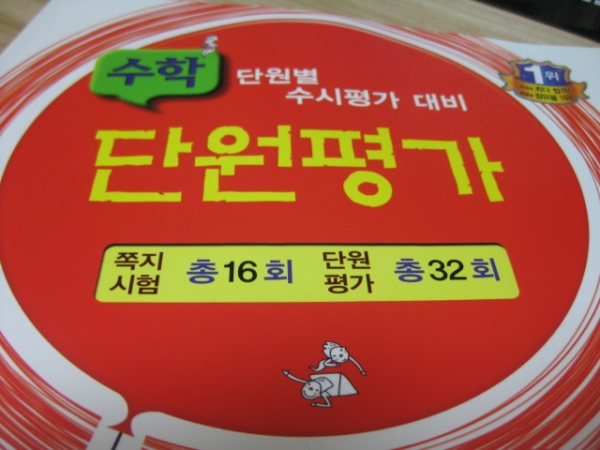 수학
단원별
수시평가 대비
1위
단원평가
쪽지
시험
총16회
단원
평가
총32회